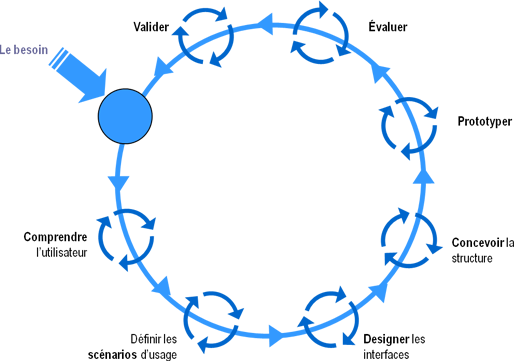 Le besoin
Valider
Évaluer
Prototyper
Concevoir la
structure
Designer les
interfaces
Définir les
scénarios d'usage
Comprendre
l'utilisateur